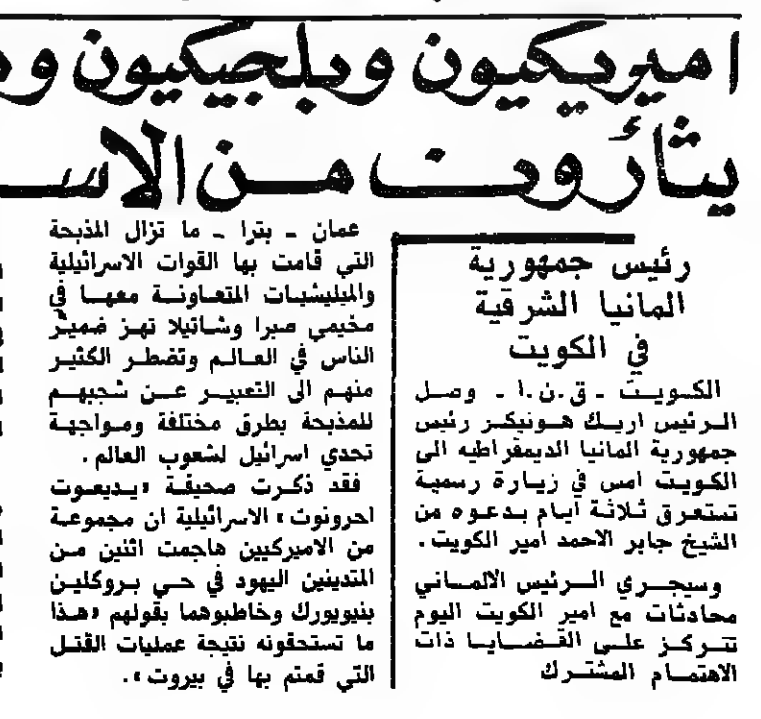 اميريكيون وبلجيكيون
يثأرون من
رئيس جمهورية
المانيا الشرقية
في الكويت
الكويت - ق.ن.ا - وصل
الرئيس اريك هونيكر رئيس
جمهورية المانيا الديمقراطيه الى
الكويت امس في زيارة رسمية
تستعرق ثلاثة ايام بدعوه من
الشيخ جابر الاحمد امير الكويت.
وسيجري الرئيس الالماني
محادثات مع امير الكويت اليوم
تتركز على القضايا ذات
الاهتمام المشترك
عمان - بترا - ما تزال المذبحة
التي قامت بها القوات الاسرائيلية
والميليشيات المتعاونة معها في
مخيمي صبرا وشاتيلا تهز ضمير
الناس في العالم وتضطر الكثير
منهم الى التعبير عن شجبهم
للمذبحة بطرق مختلفة ومواجهة
تحدي اسرائيل لشعوب العالم.
فقد ذكرت صحيفة «يديعوت
احرونوت» الاسرائيلية ان مجموعة
من الاميركيين هاجمت اثنين من
المتدينين اليهود في حي بروكلين
بنيويورك وخاطبوهما بقولهم «هذا
ما تستحقونه نتيجة عمليات القتل
التي قمتم بها في بيروت».